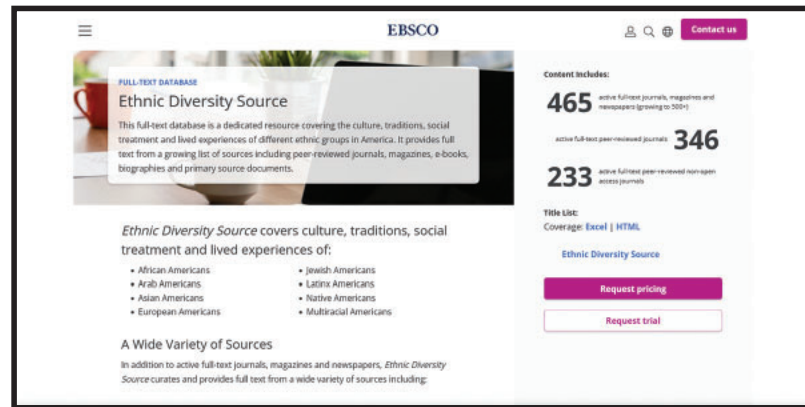 EBSCO
Contact us
FULL-TEXT DATABASE
Ethnic Diversity Source
This full-text database is a dedicated resource covering the culture, traditions, social
treatment and lived experiences of different ethnic groups in America. It provides full
text from a growing list of sources including peer-reviewed journals, magazines, e-books,
biographies and primary source documents.
Ethnic Diversity Source covers culture, traditions, social
treatment and lived experiences of:
• African Americans
• Arab Americans
• Asian Americans
• European Americans
• Jewish Americans
• Latinx Americans
• Native Americans
• Multiracial Americans
A Wide Variety of Sources
In addition to active full-text journals, magazines and newspapers, Ethnic Diversity
Source curates and provides full text from a wide variety of sources including:
Content Includes:
465 active full-text journals, magazines and
newspapers (growing to 500+)
active full-text peer-reviewed journals 346
233 active full-text peer-reviewed non-open
access journals
Title List:
Coverage: Excel | HTML
Ethnic Diversity Source
Request pricing
Request trial